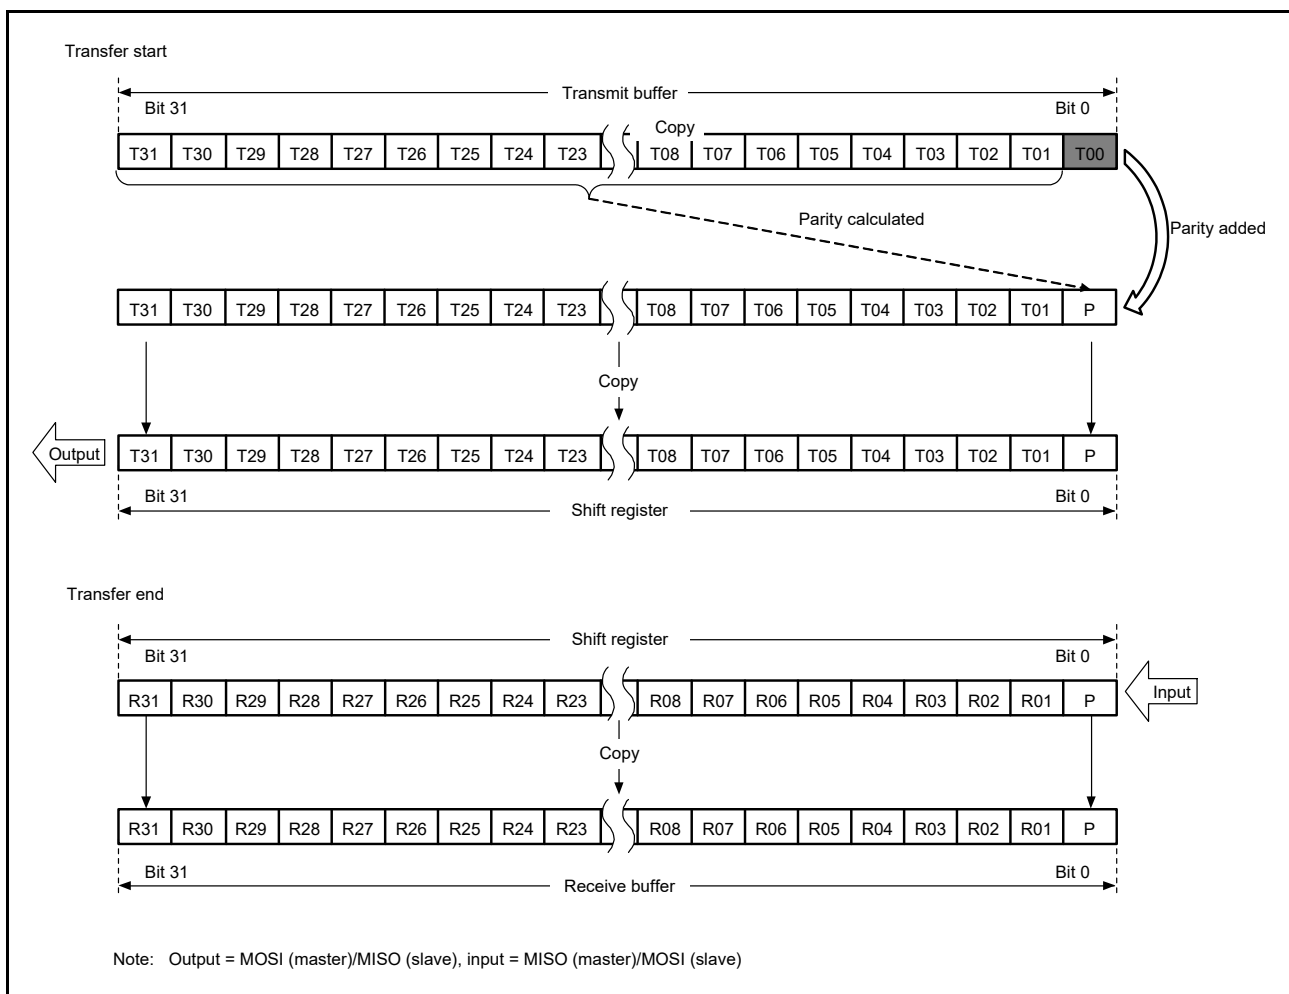 Transfer start
Transmit buffer
Bit 31 Bit 0
Copy
T31 T30 T29 T28 T27 T26 T25 T24 T23 T08 T07 T06 T05 T04 T03 T02 T01 T00
Parity calculated
Parity added
T31 T30 T29 T28 T27 T26 T25 T24 T23 T08 T07 T06 T05 T04 T03 T02 T01 P
Copy
Output T31 T30 T29 T28 T27 T26 T25 T24 T23 T08 T07 T06 T05 T04 T03 T02 T01 P
Bit 31 Bit 0
Shift register
Transfer end
Shift register
Bit 31 Bit 0
R31 R30 R29 R28 R27 R26 R25 R24 R23 R08 R07 R06 R05 R04 R03 R02 R01 P Input
Copy
R31 R30 R29 R28 R27 R26 R25 R24 R23 R08 R07 R06 R05 R04 R03 R02 R01 P
Bit 31 Bit 0
Receive buffer
Note: Output = MOSI (master)/MISO (slave), input = MISO (master)/MOSI (slave)